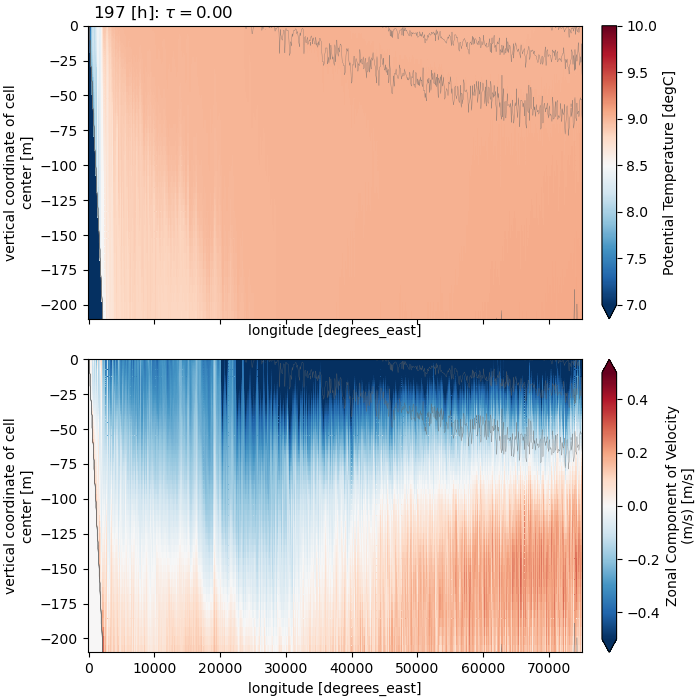 197 [h]: τ = 0.00
0
−25
−50
−75
−100
−125
−150
−175
−200
vertical coordinate of cell
center [m]
longitude [degrees_east]
10.0
9.5
9.0
8.5
8.0
7.5
7.0
Potential Temperature [degC]
0
−25
−50
−75
−100
−125
−150
−175
−200
vertical coordinate of cell
center [m]
0 10000 20000 30000 40000 50000 60000 70000
longitude [degrees_east]
0.4
0.2
0.0
−0.2
−0.4
Zonal Component of Velocity
(m/s) [m/s]